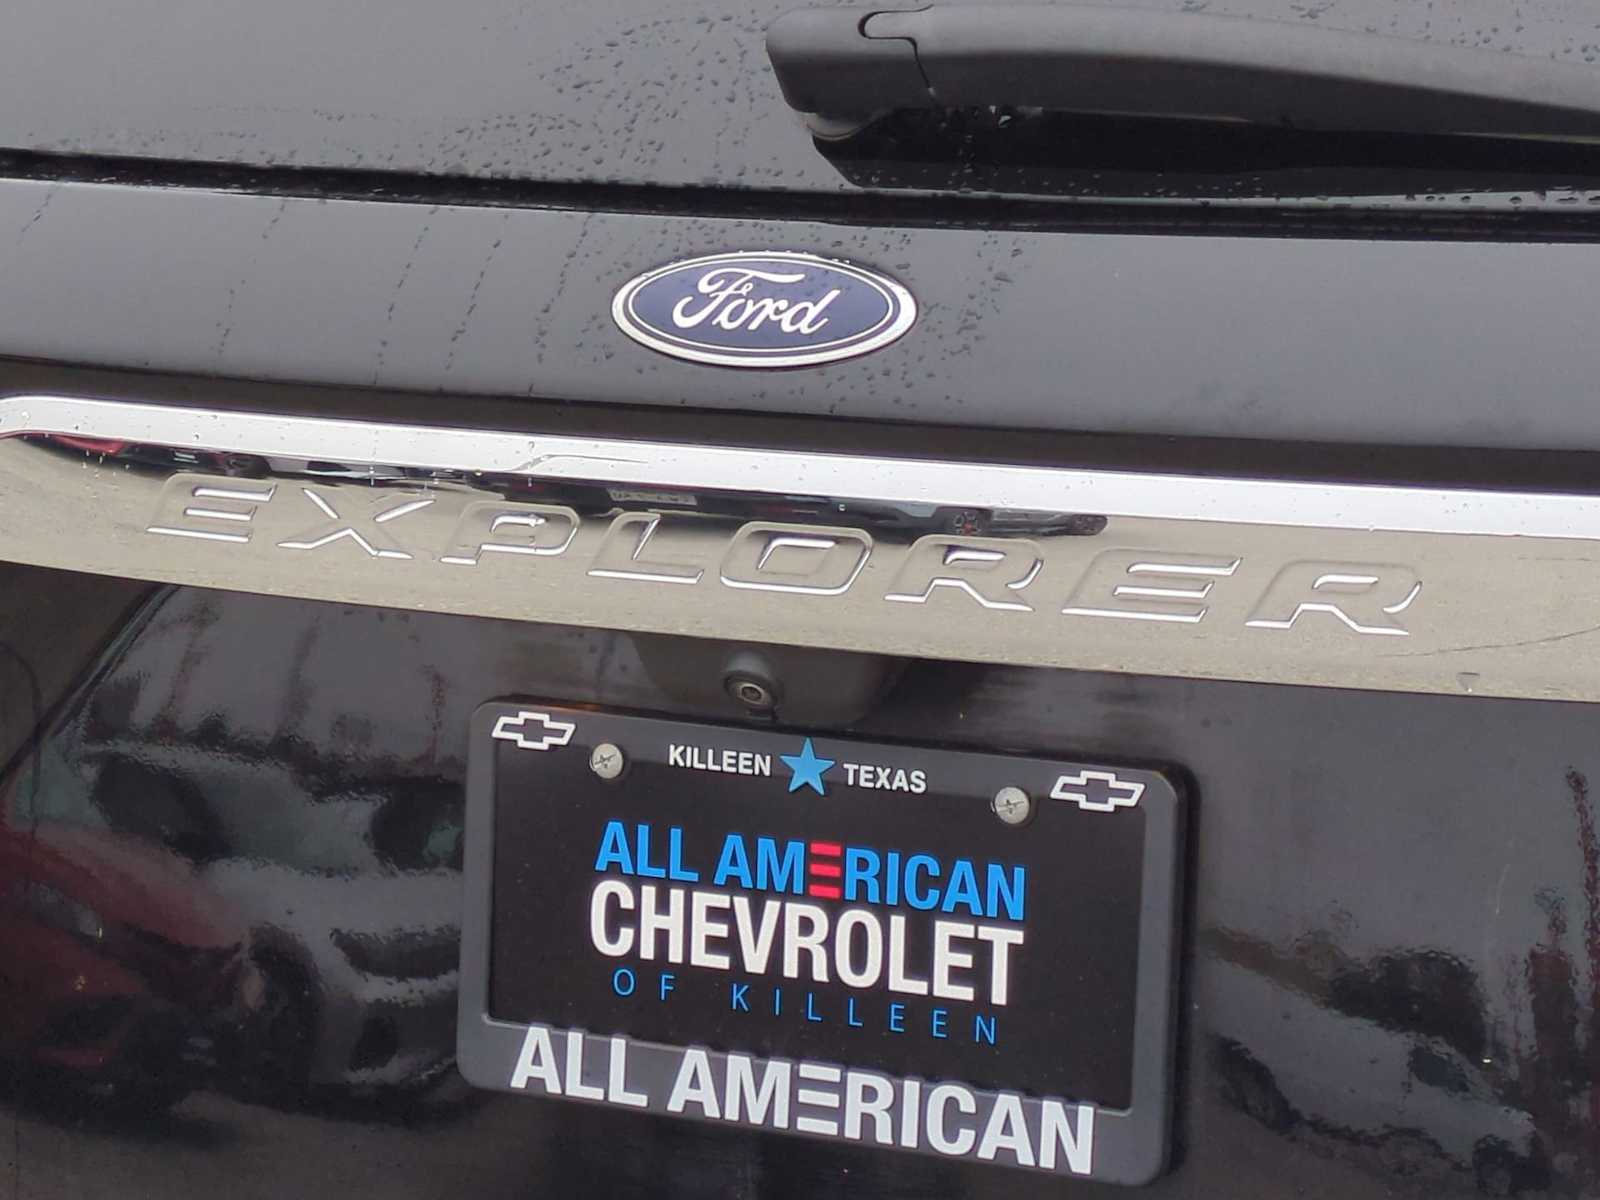 Ford
EXPLORER
KILLEEN TEXAS
ALL AMERICAN
CHEVROLET
OF KILLEEN
ALL AMERICAN